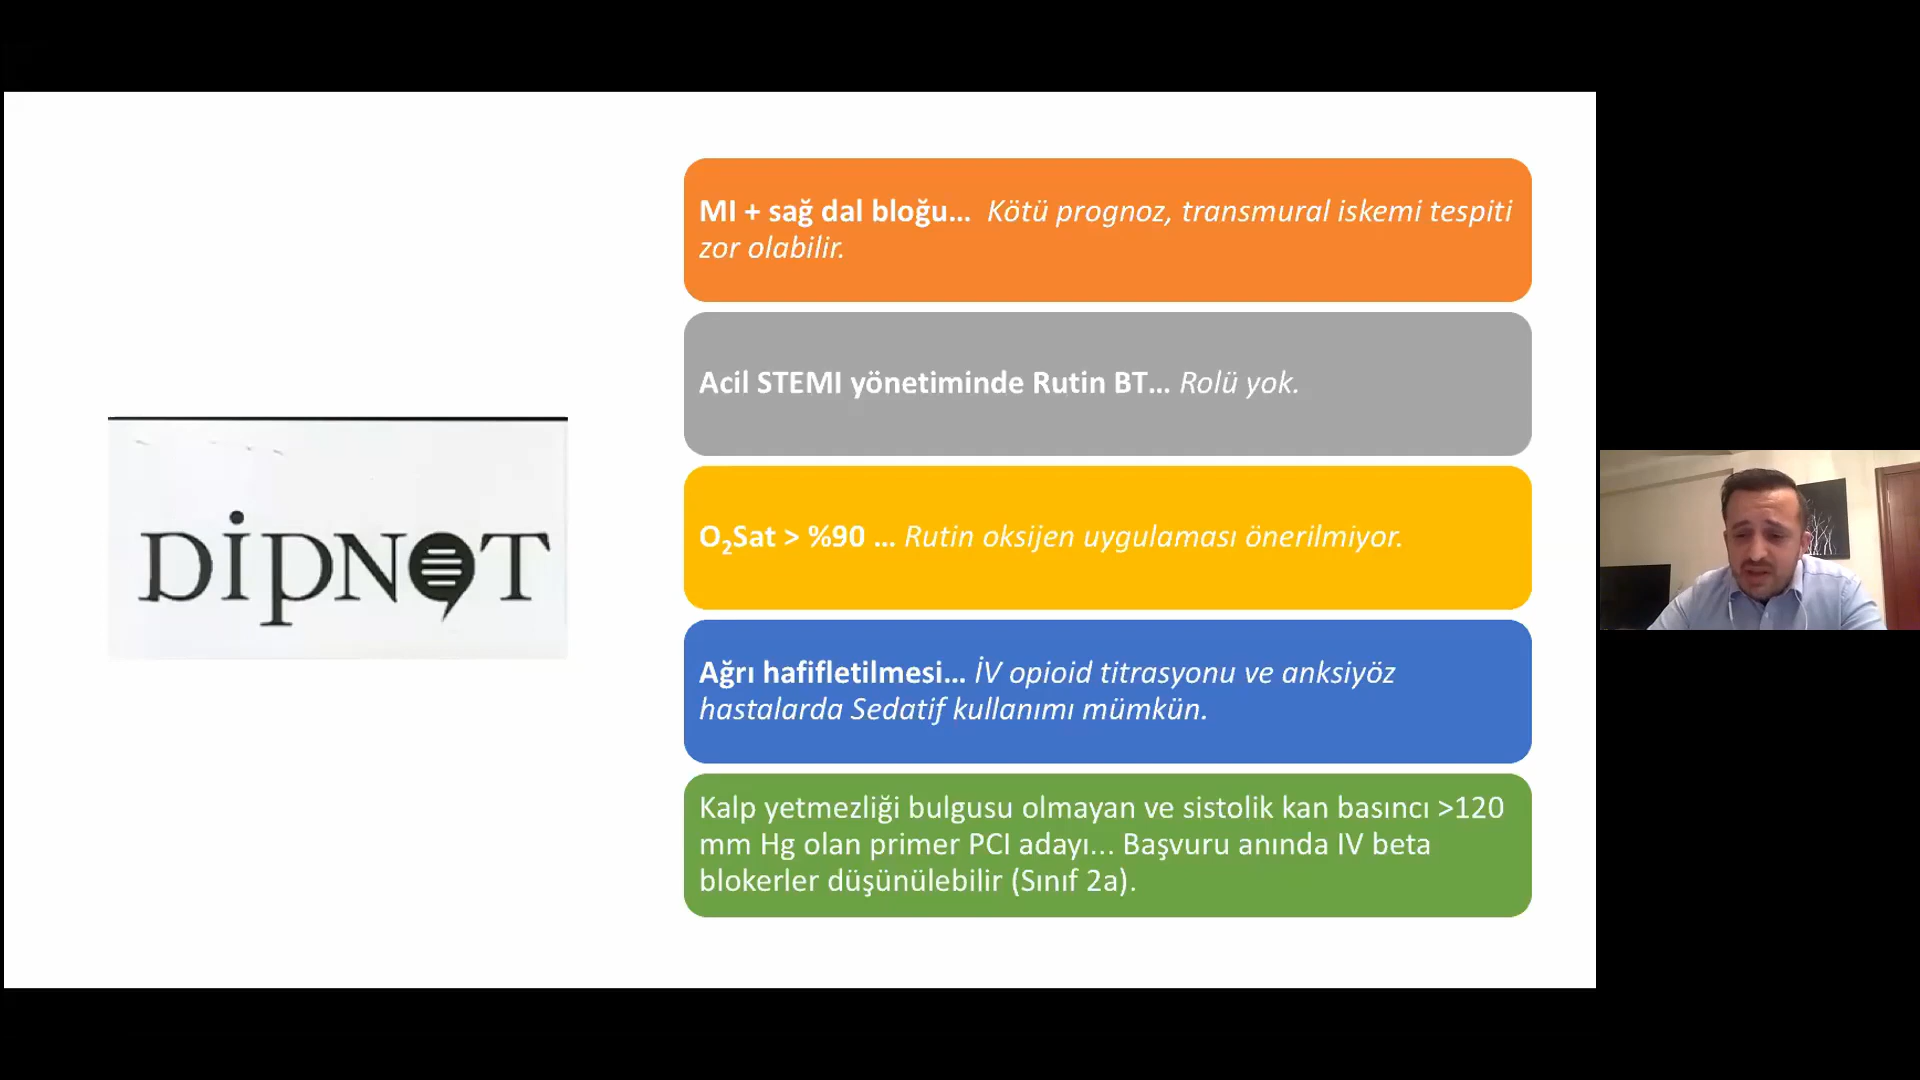 DİPNOT
MI + sağ dal bloğu... Kötü prognoz, transmural iskemi tespiti
zor olabilir.
Acil STEMI yönetiminde Rutin BT... Rolü yok.
O₂Sat > %90 ... Rutin oksijen uygulaması önerilmiyor.
Ağrı hafifletilmesi... İV opioid titrasyonu ve anksiyöz
hastalarda Sedatif kullanımı mümkün.
Kalp yetmezliği bulgusu olmayan ve sistolik kan basıncı >120
mm Hg olan primer PCI adayı... Başvuru anında IV beta
blokerler düşünülebilir (Sınıf 2a).